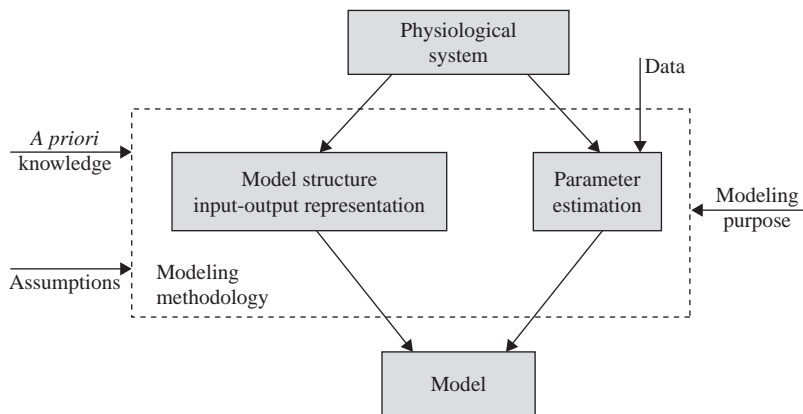 Physiological
system
Data
A priori
knowledge
Model structure
input-output representation
Parameter
estimation
Modeling
purpose
Assumptions
Modeling
methodology
Model